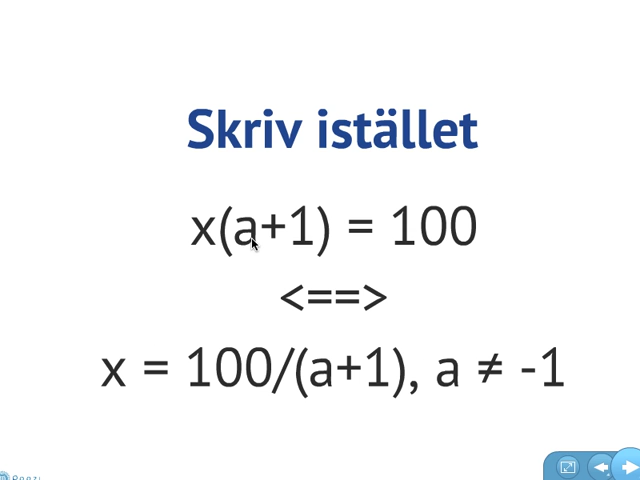 Skriv istället
x(a+1) = 100
<==>
x = 100/(a+1), a ≠ -1